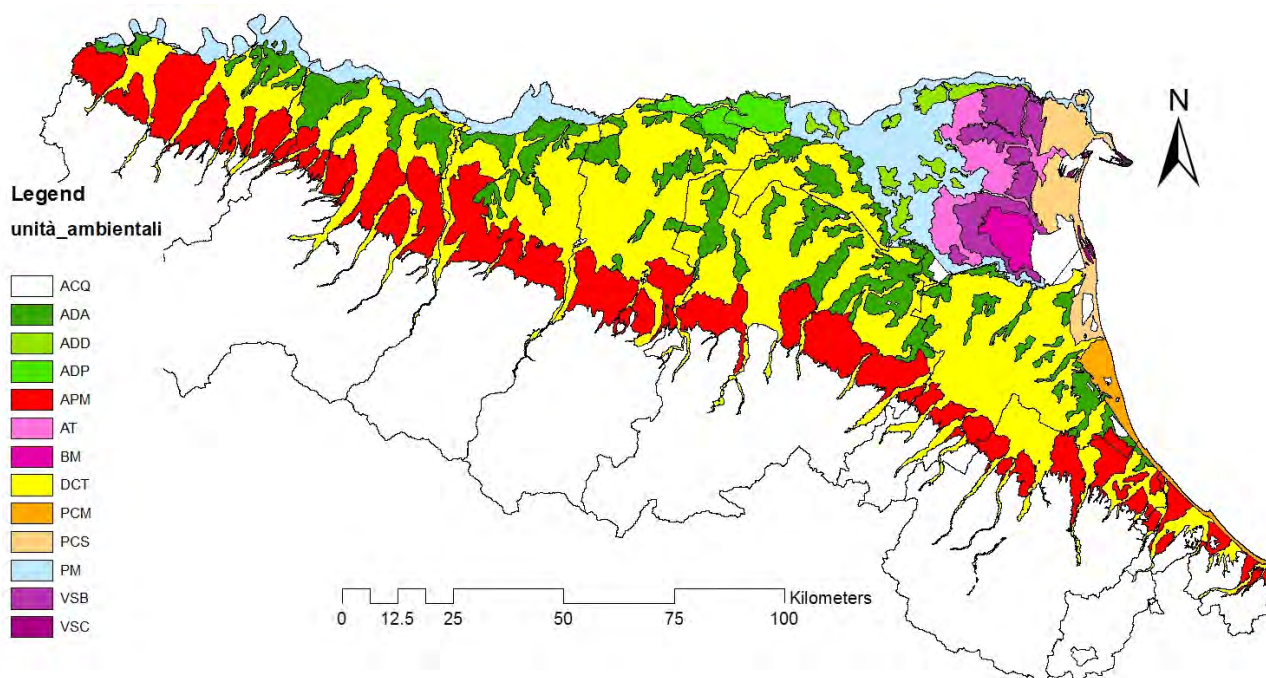 N
Legend
unità_ambientali
ACQ
ADA
ADD
ADP
APM
AT
BM
DCT
PCM
PCS
PM
VSB
VSC
Kilometers
0 12.5 25 50 75 100